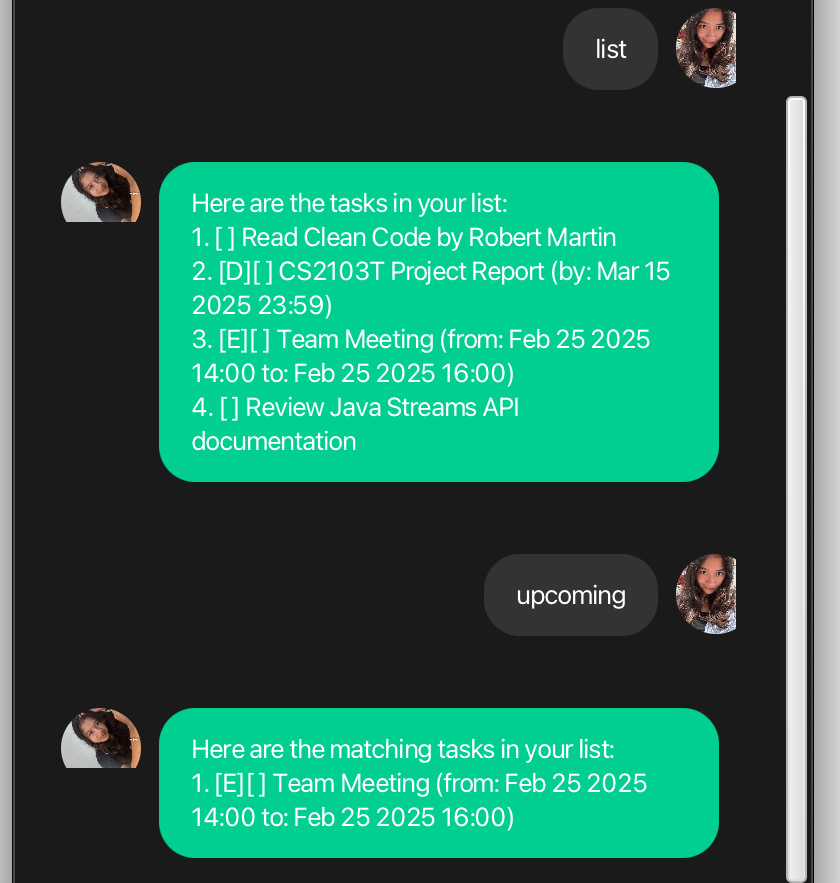 list
Here are the tasks in your list:
1. [ ] Read Clean Code by Robert Martin
2. [D][ ] CS2103T Project Report (by: Mar 15
2025 23:59)
3. [E][ ] Team Meeting (from: Feb 25 2025
14:00 to: Feb 25 2025 16:00)
4. [ ] Review Java Streams API
documentation
upcoming
Here are the matching tasks in your list:
1. [E][ ] Team Meeting (from: Feb 25 2025
14:00 to: Feb 25 2025 16:00)